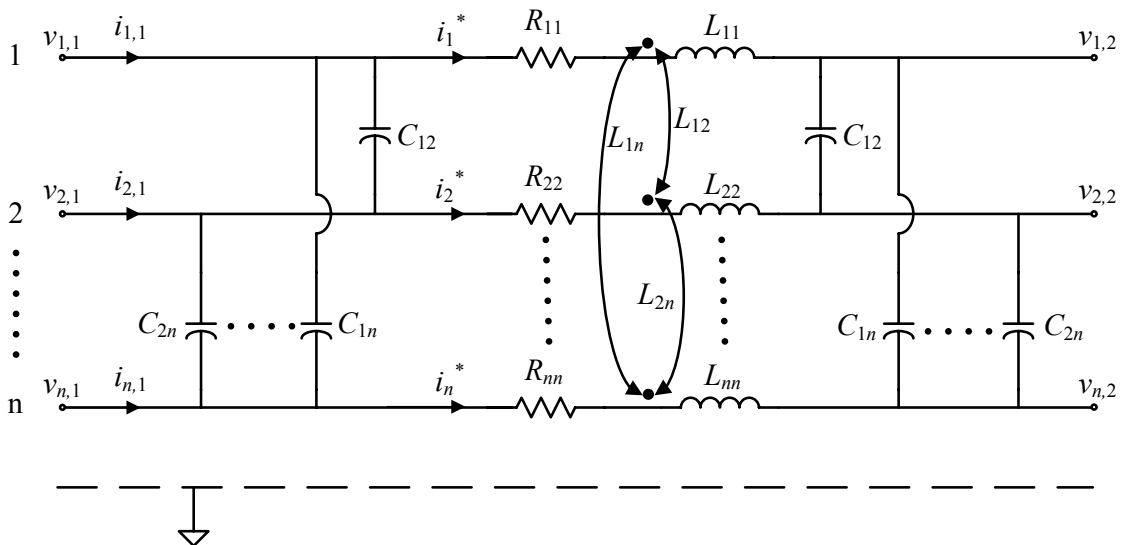 1 v1,1 i1,1 i1* R11 L11 v1,2
C12 L1n L12 C12
2 v2,1 i2,1 i2* R22 L22 v2,2
C2n C1n L2n C1n C2n
n vn,1 in,1 in* Rnn Lnn vn,2